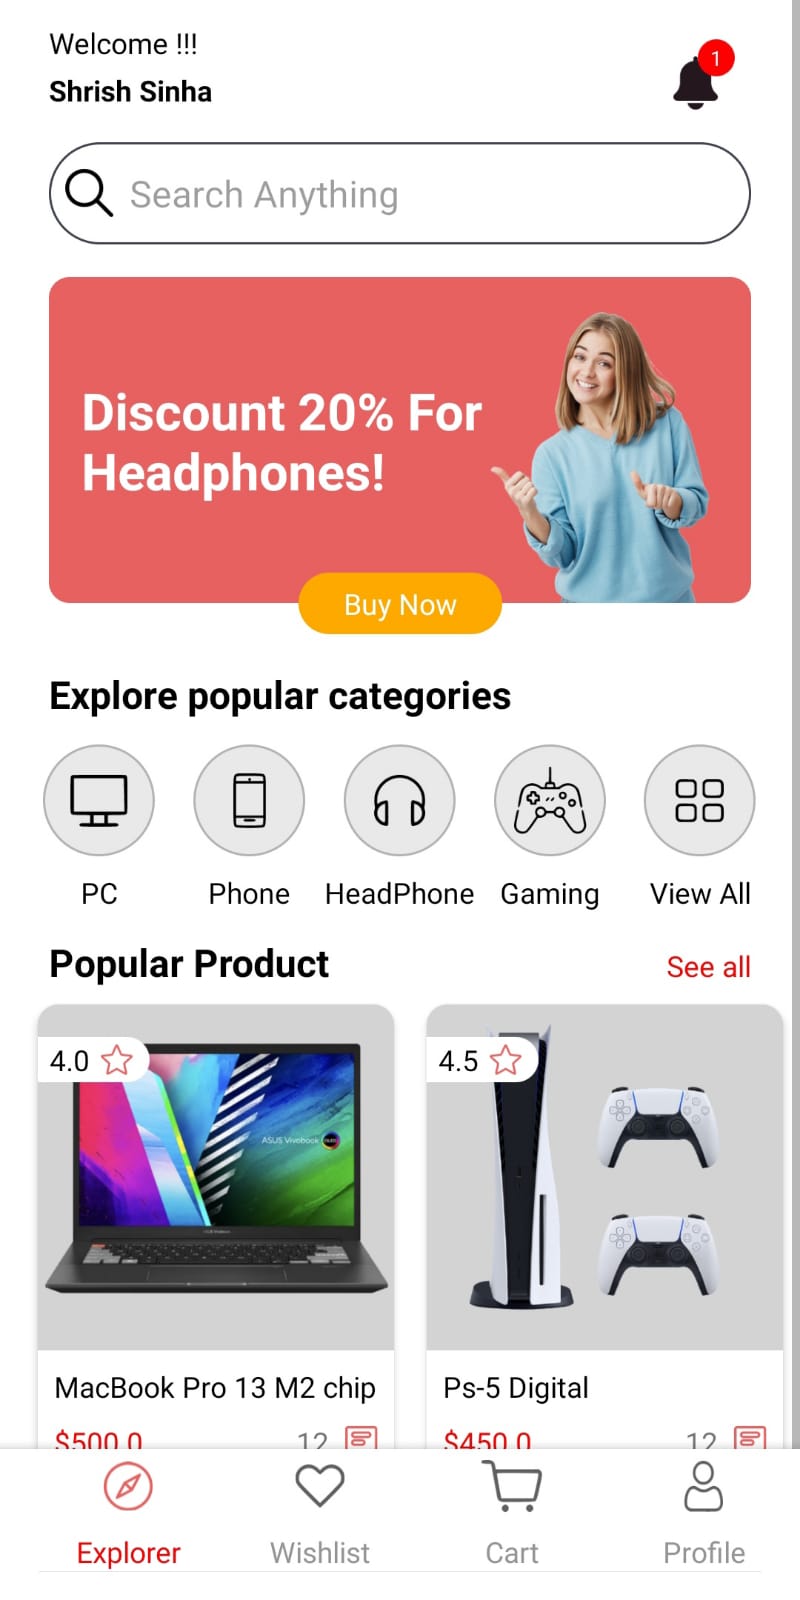 Welcome !!!
Shrish Sinha
1
Search Anything
Discount 20% For
Headphones!
Buy Now
Explore popular categories
PC
Phone
HeadPhone
Gaming
View All
Popular Product
See all
4.0
ASUS Vivobook
4.5
MacBook Pro 13 M2 chip
Ps-5 Digital
$500.0
12
$450.0
12
Explorer
Wishlist
Cart
Profile